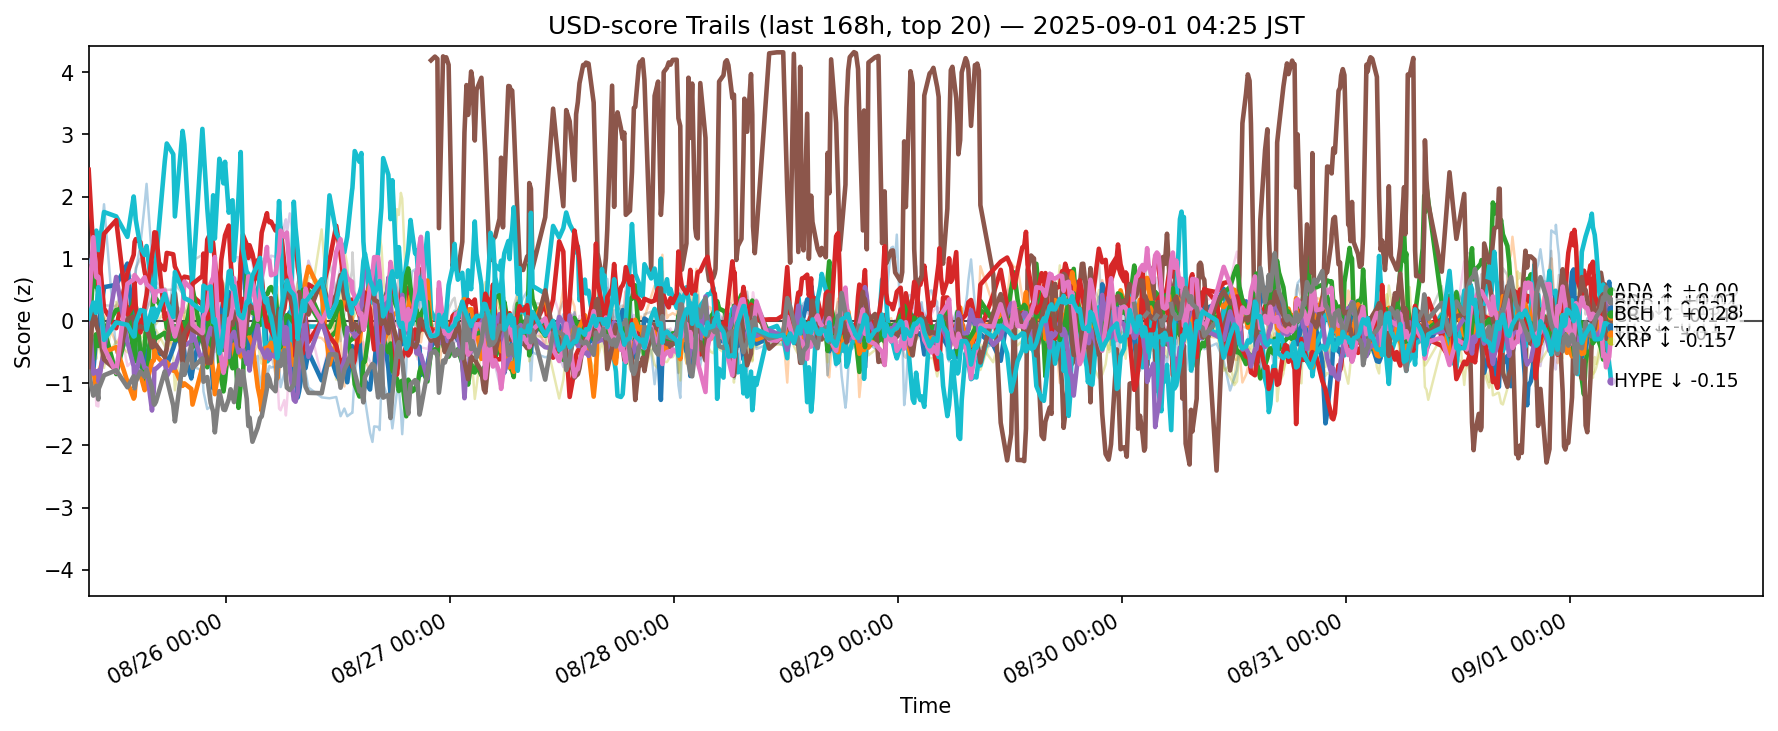 USD-score Trails (last 168h, top 20) — 2025-09-01 04:25 JST
Score (z)
4
3
2
1
0
−1
−2
−3
−4
ADA ↑ +0.00
BCH ↑ +0.28
TRY
XRP ↓ -0.15
HYPE ↓ -0.15
08/26 00:00
08/27 00:00
08/28 00:00
08/29 00:00
08/30 00:00
08/31 00:00
09/01 00:00
Time